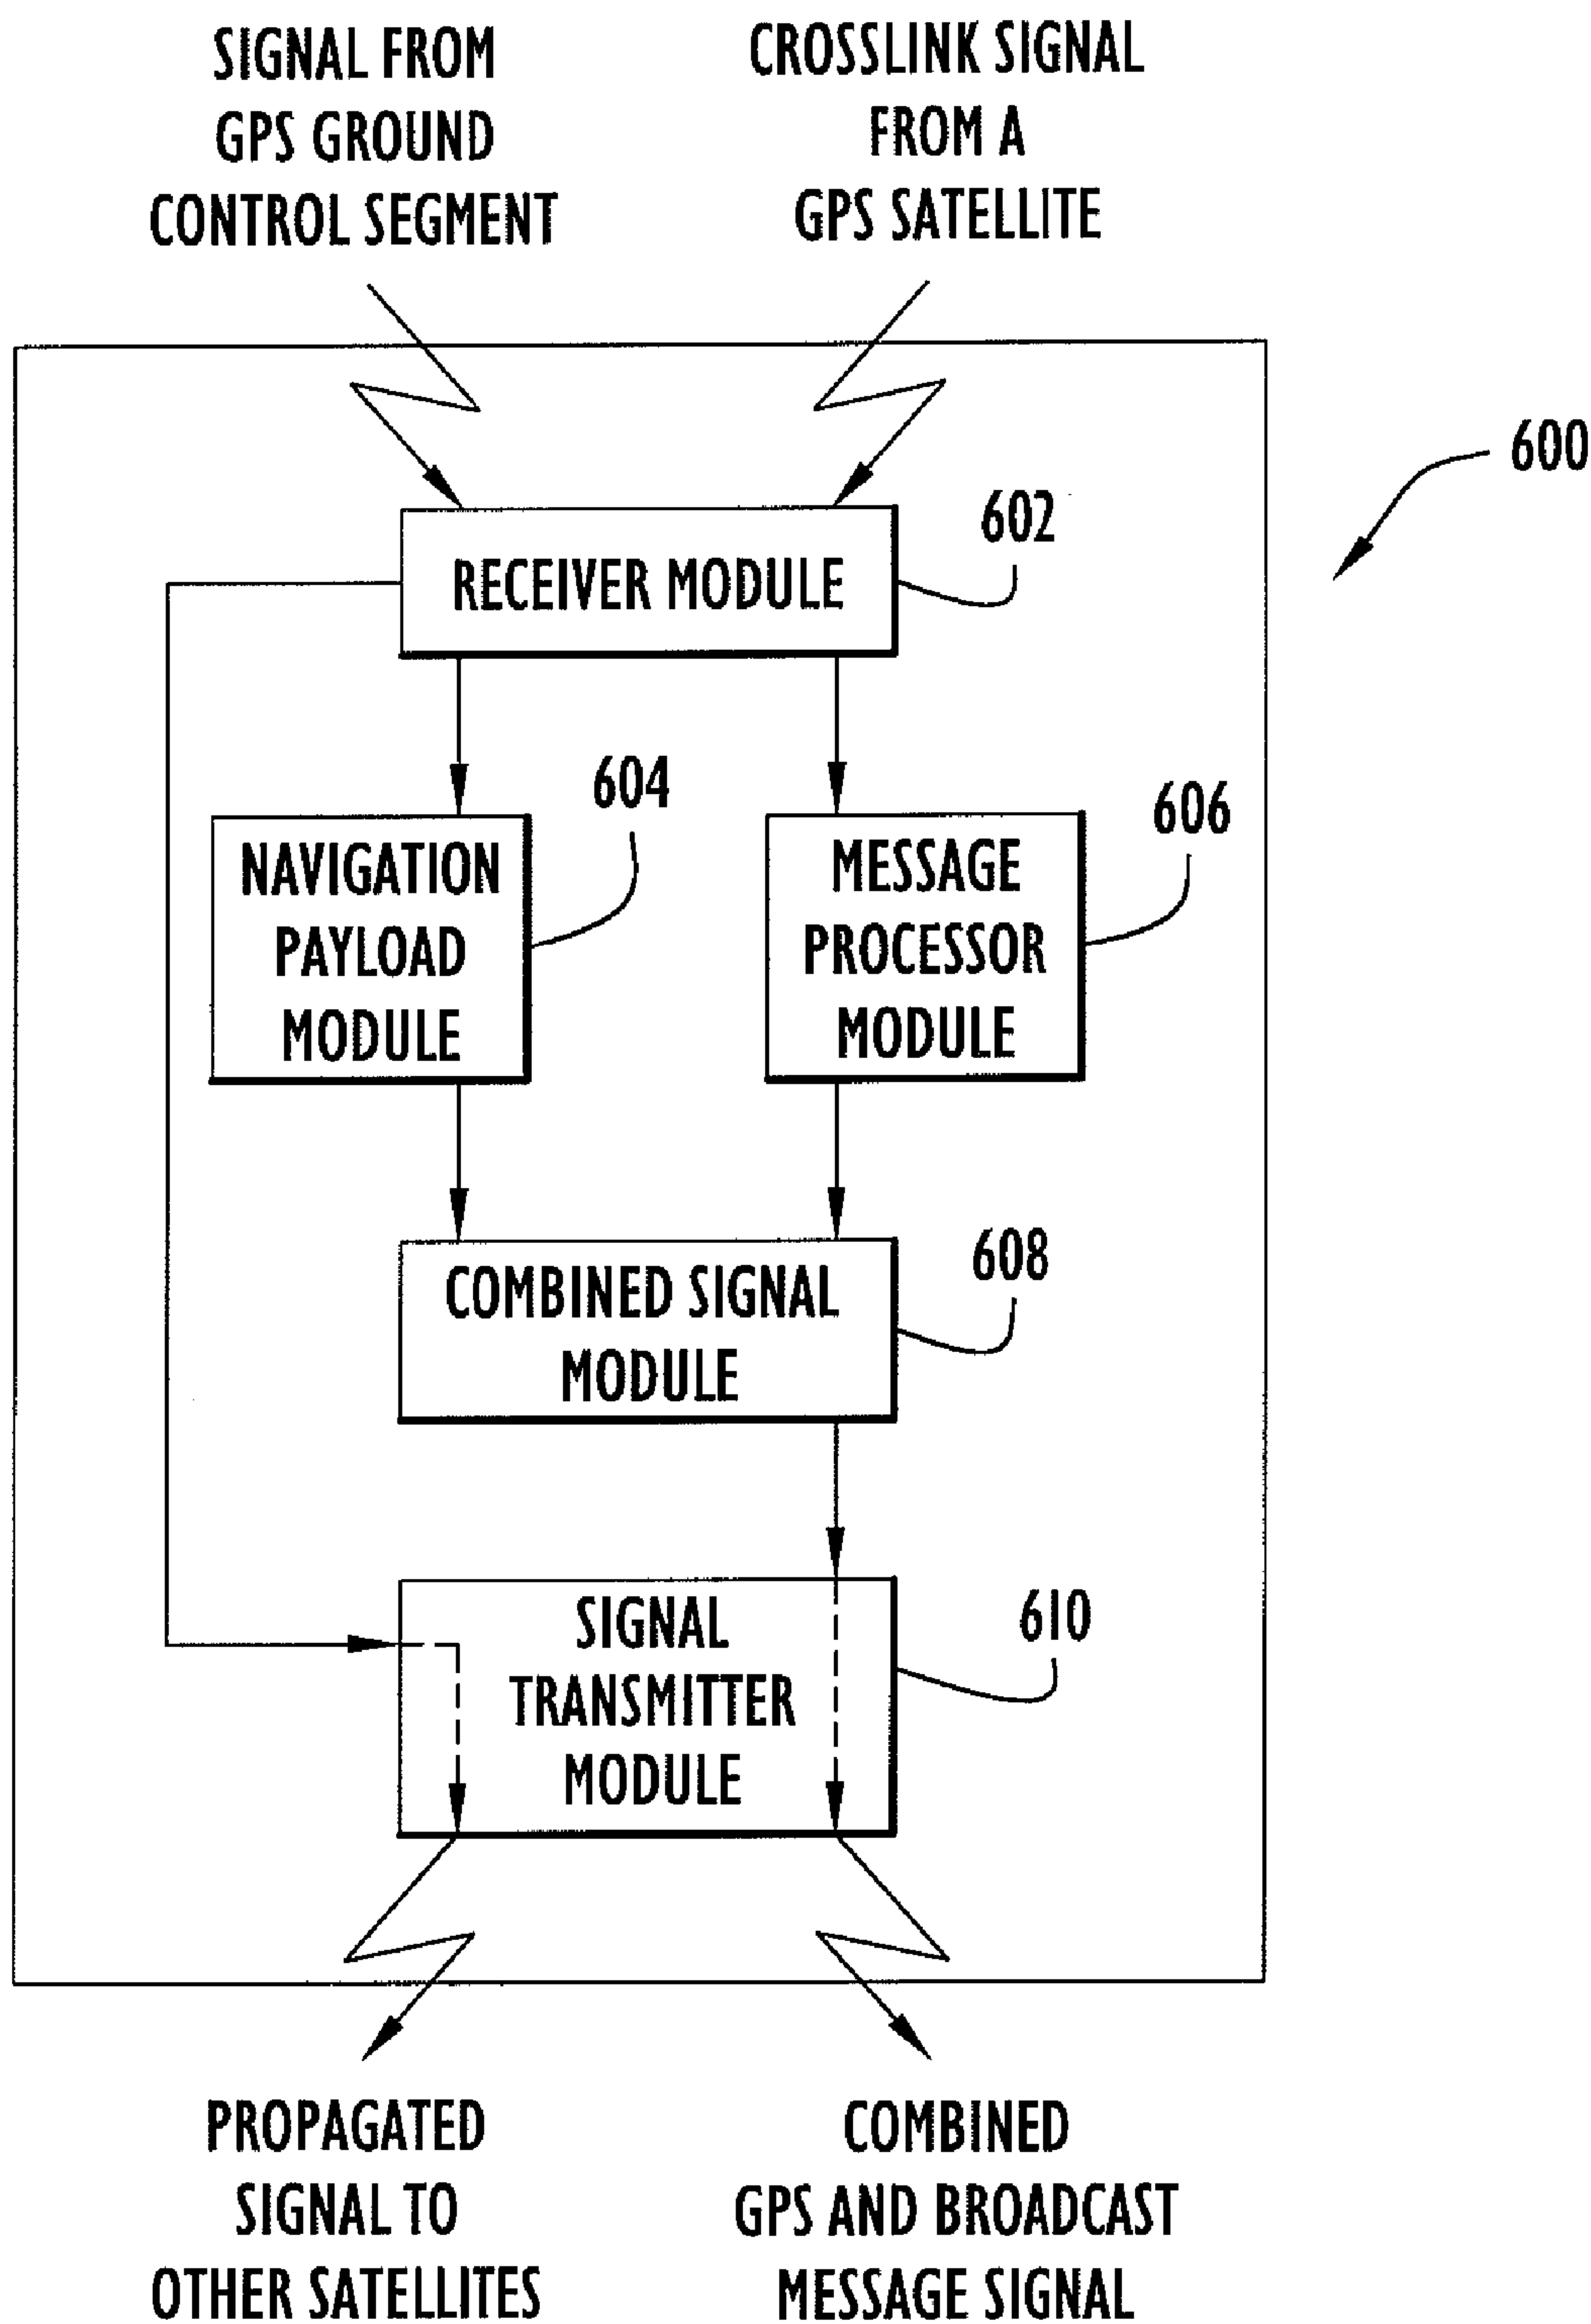 SIGNAL FROM
GPS GROUND
CONTROL SEGMENT
CROSSLINK SIGNAL
FROM A
GPS SATELLITE
600
602
RECEIVER MODULE
604
606
NAVIGATION
PAYLOAD
MODULE
MESSAGE
PROCESSOR
MODULE
608
COMBINED SIGNAL
MODULE
610
SIGNAL
TRANSMITTER
MODULE
PROPAGATED
SIGNAL TO
OTHER SATELLITES
COMBINED
GPS AND BROADCAST
MESSAGE SIGNAL